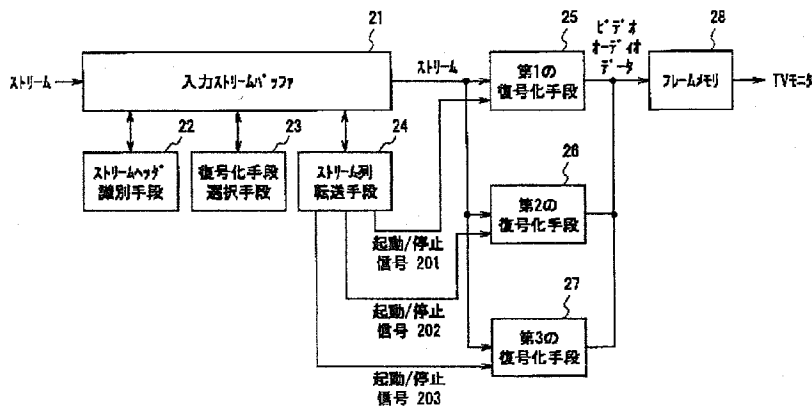 21
ストリーム
入力ストリームバッファ
ストリーム
22
ストリームヘッダ
識別手段
23
復号化手段
選択手段
24
ストリーム列
転送手段
25
第1の
復号化手段
ビデオ
オーディオ
データ
28
フレームメモリ
TVモニタ
起動/停止
信号 201
26
第2の
復号化手段
起動/停止
信号 202
27
第3の
復号化手段
起動/停止
信号 203